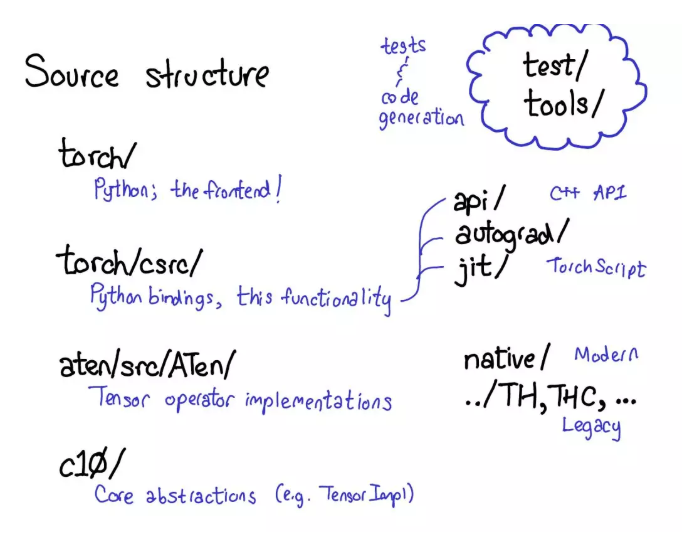 Source structure
tests
&
code
generation
test/
tools/
torch/
Python; the frontend!
torch/csrc/
Python bindings, this functionality
api/ C++ API
autograd/
jit/ TorchScript
aten/src/ATen/
Tensor operator implementations
native/ Modern
../TH, THC, ...
Legacy
c10/
Core abstractions (e.g. TensorImpl)